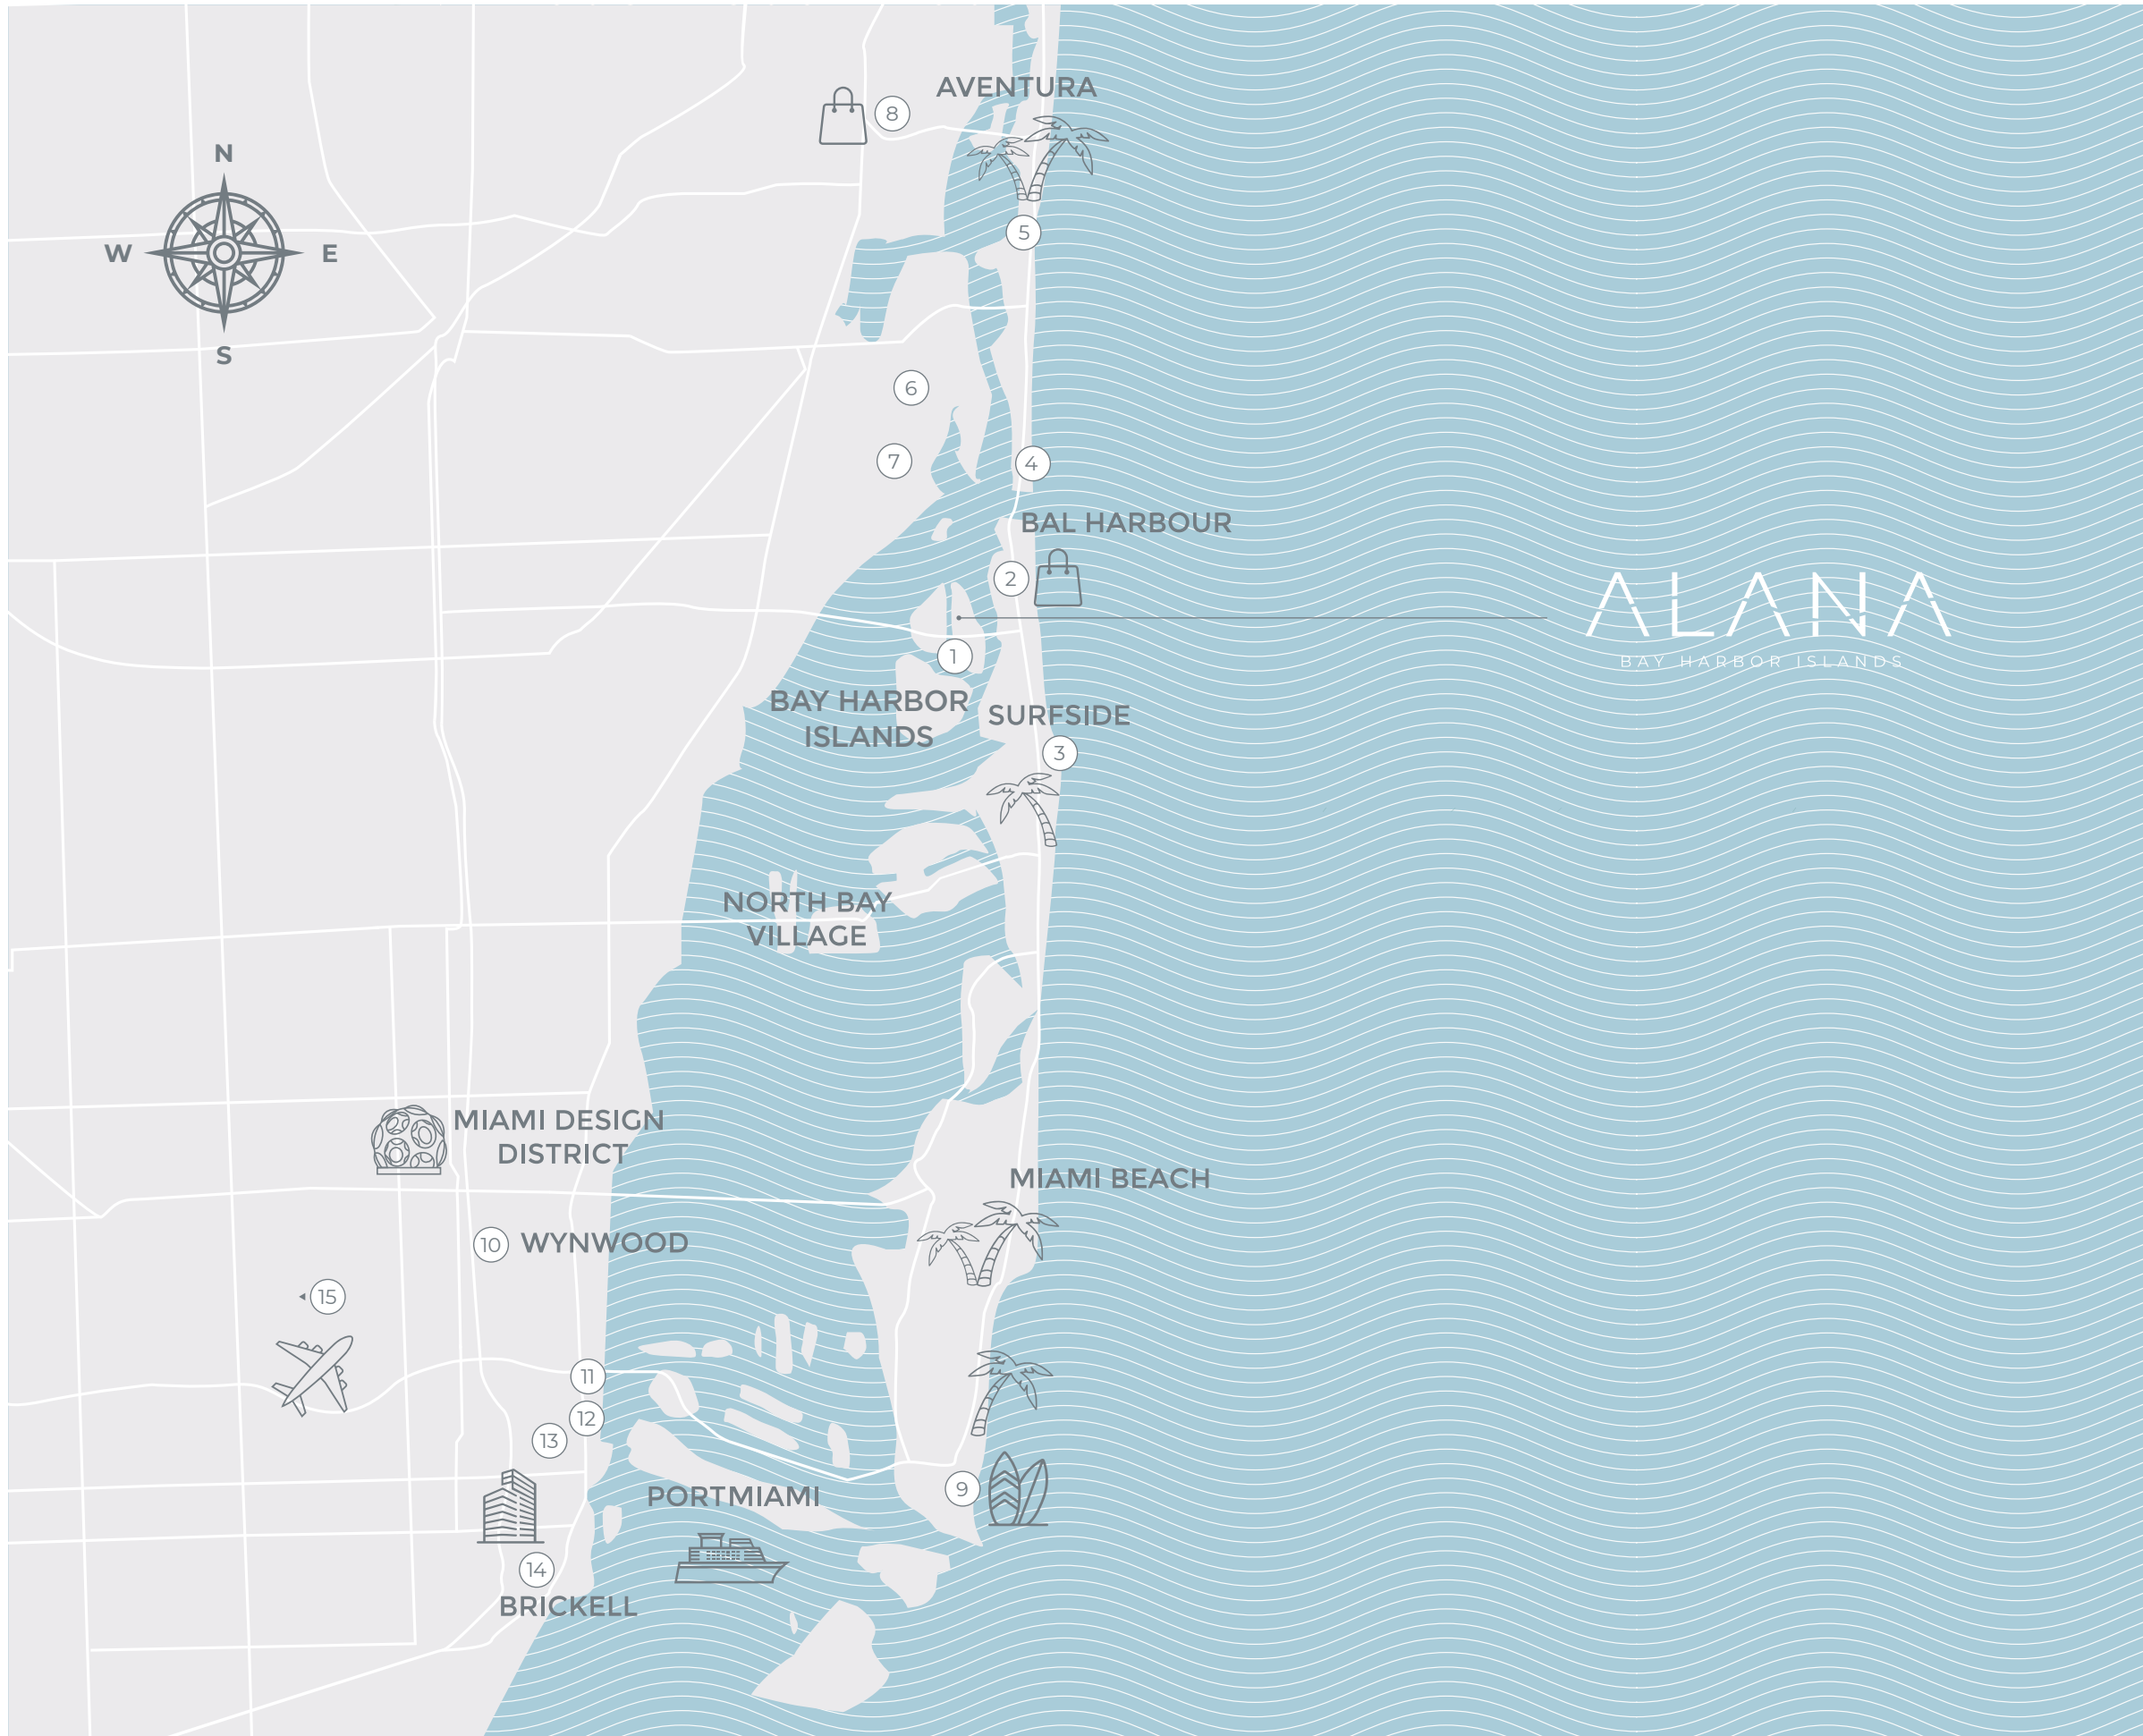 AVENTURA
8
N
W
E
S
5
6
7
4
BAL HARBOUR
2
ALANA
BAY HARBOR ISLANDS
1
BAY HARBOR
ISLANDS
SURFSIDE
3
NORTH BAY
VILLAGE
MIAMI DESIGN
DISTRICT
MIAMI BEACH
10
WYNWOOD
15
11
12
13
9
PORTMIAMI
14
BRICKELL